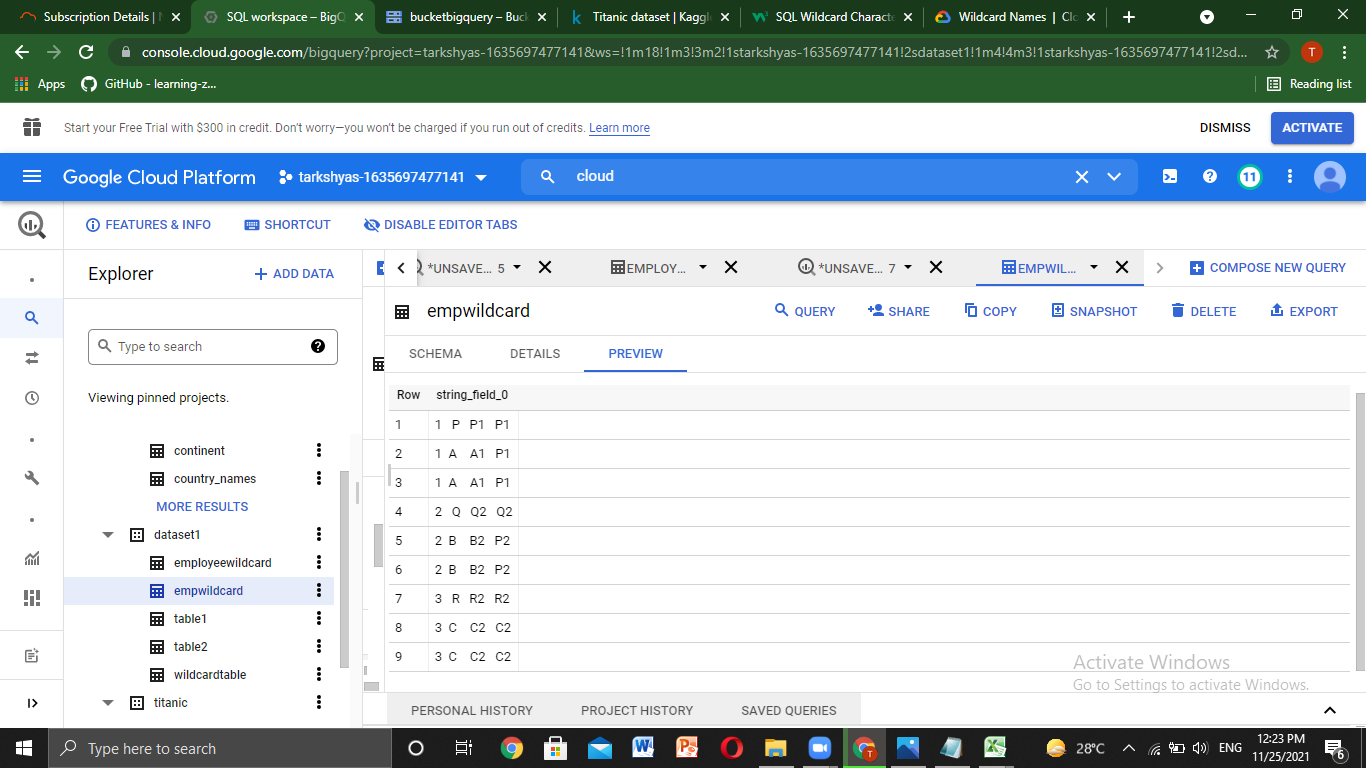 Subscription Details | N
SQL workspace – BigQ
bucketbigquery – Buck
Titanic dataset | Kaggl
SQL Wildcard Characte
Wildcard Names | Clo
console.cloud.google.com/bigquery?project=tarkshyas-1635697477141&ws=!1m18!1m3!3m2!1starkshyas-1635697477141!2sdataset1!1m4!4m3!1starkshyas-1635697477141!2sd...
T
Apps
GitHub - learning-z...
Reading list
Start your Free Trial with $300 in credit. Don't worry—you won't be charged if you run out of credits. Learn more
DISMISS
ACTIVATE
Google Cloud Platform
tarkshyas-1635697477141
cloud
11
FEATURES & INFO
SHORTCUT
DISABLE EDITOR TABS
Explorer
ADD DATA
*UNSAVE... 5
EMPLOY...
*UNSAVE... 7
EMPWIL...
COMPOSE NEW QUERY
empwildcard
QUERY
SHARE
COPY
SNAPSHOT
DELETE
EXPORT
Type to search
SCHEMA
DETAILS
PREVIEW
Viewing pinned projects.
continent
country_names
MORE RESULTS
dataset1
employeewildcard
empwildcard
table1
table2
wildcardtable
titanic
Row string_field_0
1 1 P P1 P1
2 1 A A1 P1
3 1 A A1 P1
4 2 Q Q2 Q2
5 2 B B2 P2
6 2 B B2 P2
7 3 R R2 R2
8 3 C C2 C2
9 3 C C2 C2
Activate Windows
Go to Settings to activate Windows.
PERSONAL HISTORY
PROJECT HISTORY
SAVED QUERIES
Type here to search
T
28°C
ENG
12:23 PM
11/25/2021
6